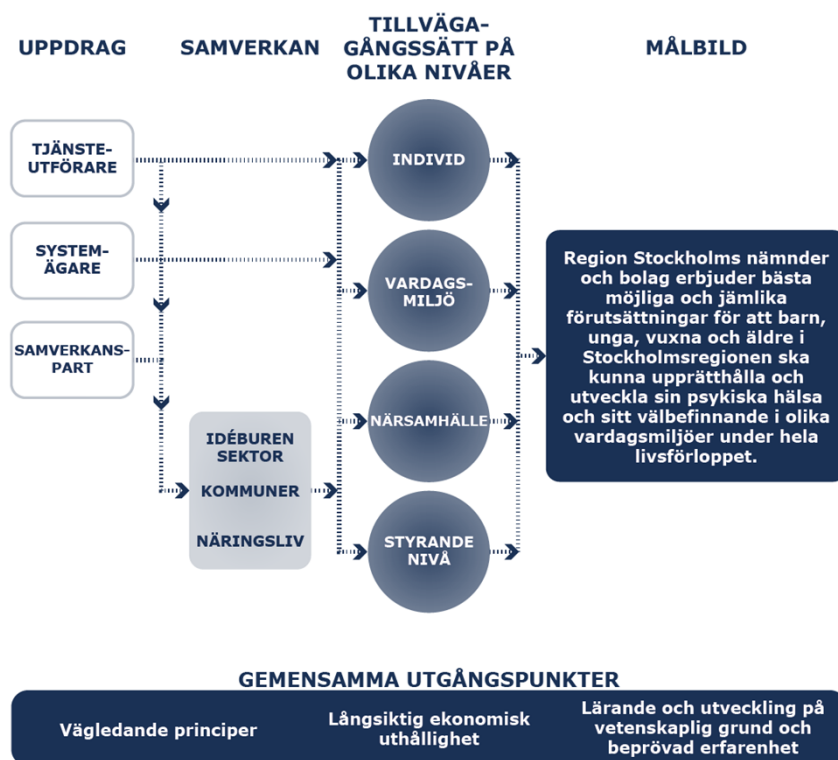 UPPDRAG
SAMVERKAN
TILLVÄGA-
GÅNGSSÄTT PÅ
OLIKA NIVÅER
MÅLBILD
TJÄNSTE-
UTFÖRARE
SYSTEM-
ÄGARE
SAMVERKANS-
PART
IDÉBUREN
SEKTOR
KOMMUNER
NÄRINGSLIV
INDIVID
VARDAGS-
MILJÖ
NÄRSAMHÄLLE
STYRANDE
NIVÅ
Region Stockholms nämnder
och bolag erbjuder bästa
möjliga och jämlika
förutsättningar för att barn,
unga, vuxna och äldre i
Stockholmsregionen ska
kunna upprätthålla och
utveckla sin psykiska hälsa
och sitt välbefinnande i olika
vardagsmiljöer under hela
livsförloppet.
GEMENSAMMA UTGÅNGSPUNKTER
Vägledande principer
Långsiktig ekonomisk
uthållighet
Lärande och utveckling på
vetenskaplig grund och
beprövad erfarenhet